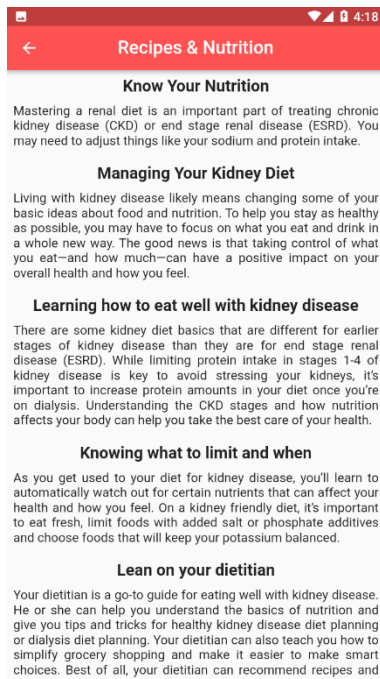 4:18
Recipes & Nutrition
Know Your Nutrition
Mastering a renal diet is an important part of treating chronic
kidney disease (CKD) or end stage renal disease (ESRD). You
may need to adjust things like your sodium and protein intake.
Managing Your Kidney Diet
Living with kidney disease likely means changing some of your
basic ideas about food and nutrition. To help you stay as healthy
as possible, you may have to focus on what you eat and drink in
a whole new way. The good news is that taking control of what
you eat—and how much—can have a positive impact on your
overall health and how you feel.
Learning how to eat well with kidney disease
There are some kidney diet basics that are different for earlier
stages of kidney disease than they are for end stage renal
disease (ESRD). While limiting protein intake in stages 1-4 of
kidney disease is key to avoid stressing your kidneys, it's
important to increase protein amounts in your diet once you're
on dialysis. Understanding the CKD stages and how nutrition
affects your body can help you take the best care of your health.
Knowing what to limit and when
As you get used to your diet for kidney disease, you'll learn to
automatically watch out for certain nutrients that can affect your
health and how you feel. On a kidney friendly diet, it's important
to eat fresh, limit foods with added salt or phosphate additives
and choose foods that will keep your potassium balanced.
Lean on your dietitian
Your dietitian is a go-to guide for eating well with kidney disease.
He or she can help you understand the basics of nutrition and
give you tips and tricks for healthy kidney disease diet planning
or dialysis diet planning. Your dietitian can also teach you how to
simplify grocery shopping and make it easier to make smart
choices. Best of all, your dietitian can recommend recipes and